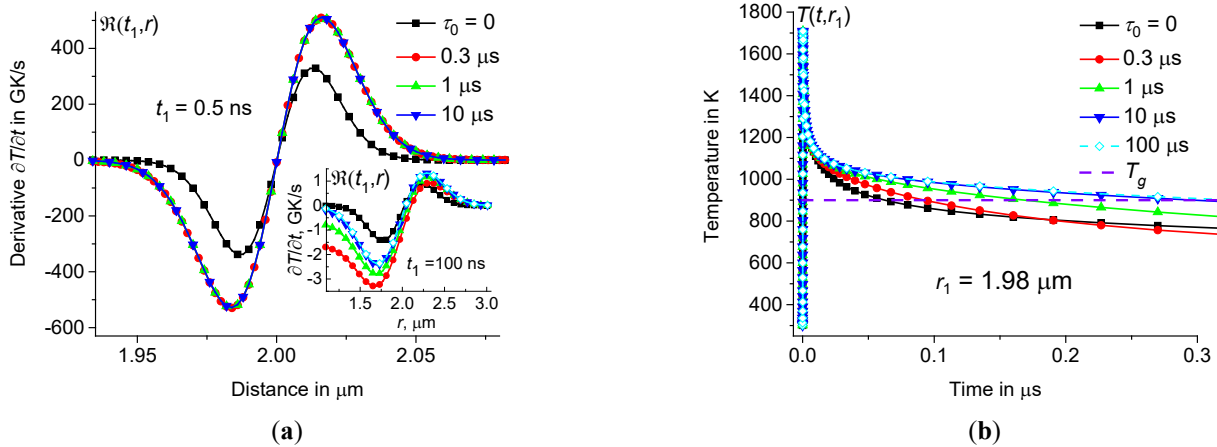 ℜ(t₁,r)
τ₀ = 0
0.3 μs
1 μs
10 μs
t₁ = 0.5 ns
Derivative ∂T/∂t in GK/s
400
200
0
-200
-400
-600
1.95
2.00
2.05
Distance in μm
ℜ(t₁,r)
∂T/∂t, GK/s
1
0
-1
-2
-3
t₁ =100 ns
1.5
2.0
2.5
3.0
r, μm
(a)
T(t,r₁)
τ₀ = 0
0.3 μs
1 μs
10 μs
100 μs
T_g
Temperature in K
1800
1600
1400
1200
1000
800
600
400
r₁ = 1.98 μm
0.0
0.1
0.2
0.3
Time in μs
(b)